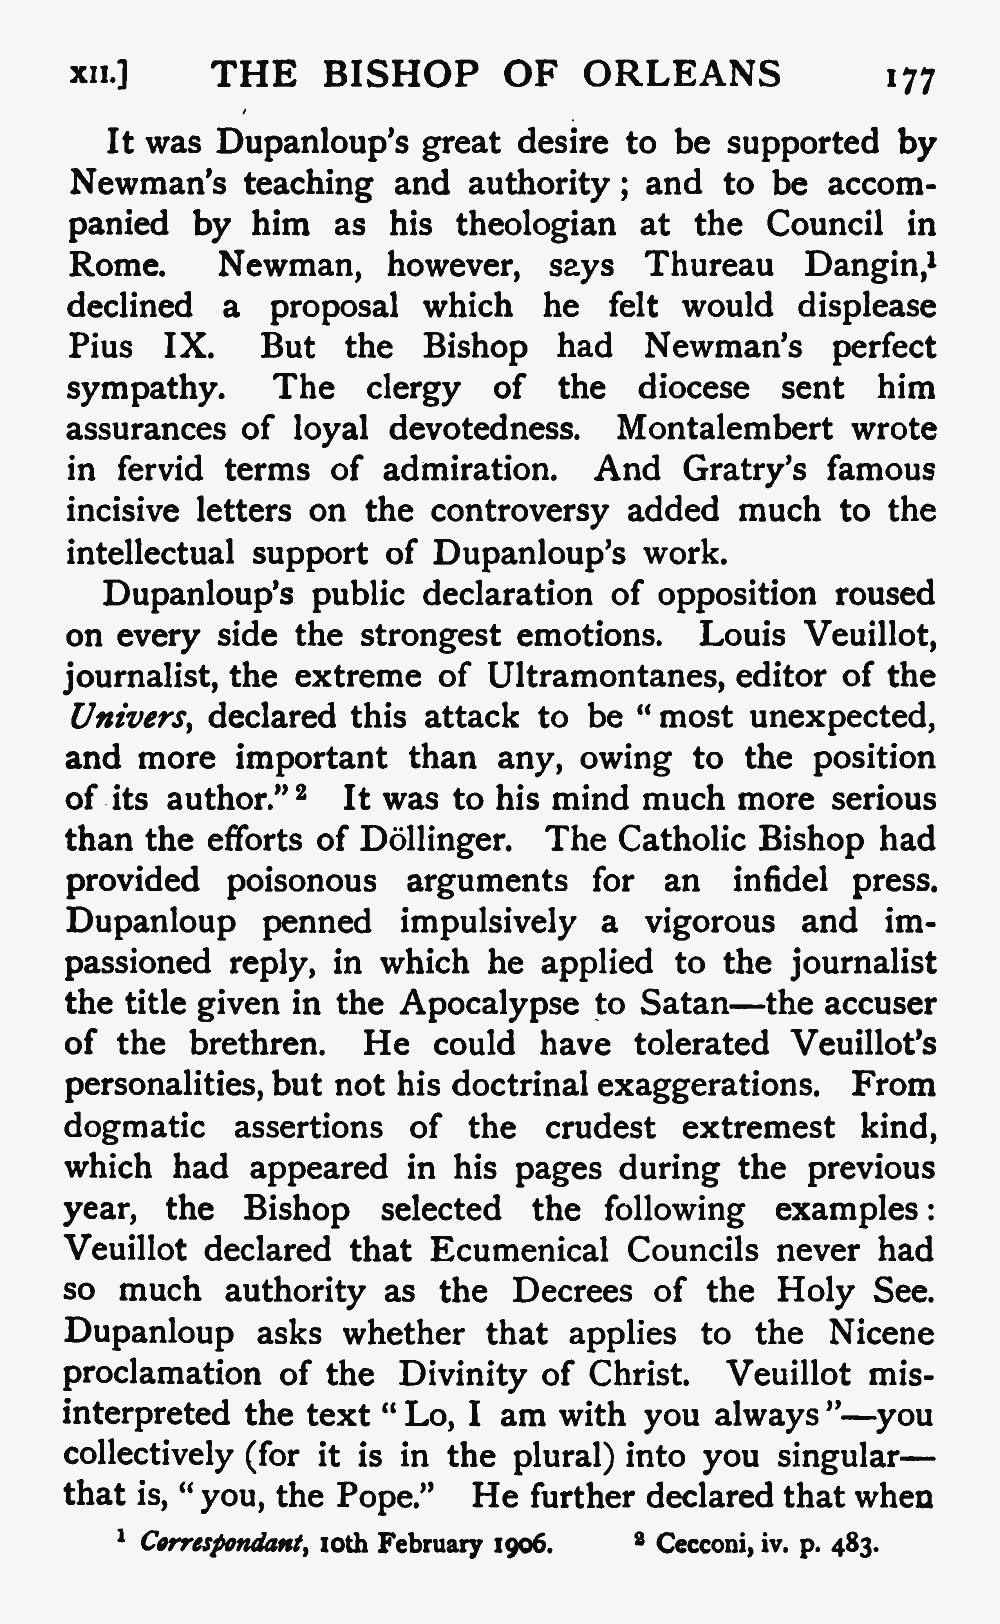 XII.] THE BISHOP OF ORLEANS 177
It was Dupanloup's great desire to be supported by
Newman's teaching and authority ; and to be accom-
panied by him as his theologian at the Council in
Rome. Newman, however, says Thureau Dangin,¹
declined a proposal which he felt would displease
Pius IX. But the Bishop had Newman's perfect
sympathy. The clergy of the diocese sent him
assurances of loyal devotedness. Montalembert wrote
in fervid terms of admiration. And Gratry's famous
incisive letters on the controversy added much to the
intellectual support of Dupanloup's work.
Dupanloup's public declaration of opposition roused
on every side the strongest emotions. Louis Veuillot,
journalist, the extreme of Ultramontanes, editor of the
Univers, declared this attack to be “ most unexpected,
and more important than any, owing to the position
of its author.” ² It was to his mind much more serious
than the efforts of Döllinger. The Catholic Bishop had
provided poisonous arguments for an infidel press.
Dupanloup penned impulsively a vigorous and im-
passioned reply, in which he applied to the journalist
the title given in the Apocalypse to Satan—the accuser
of the brethren. He could have tolerated Veuillot's
personalities, but not his doctrinal exaggerations. From
dogmatic assertions of the crudest extremest kind,
which had appeared in his pages during the previous
year, the Bishop selected the following examples :
Veuillot declared that Ecumenical Councils never had
so much authority as the Decrees of the Holy See.
Dupanloup asks whether that applies to the Nicene
proclamation of the Divinity of Christ. Veuillot mis-
interpreted the text “ Lo, I am with you always ”—you
collectively (for it is in the plural) into you singular—
that is, “ you, the Pope.” He further declared that when
¹ Correspondant, 10th February 1906. ² Cecconi, iv. p. 483.